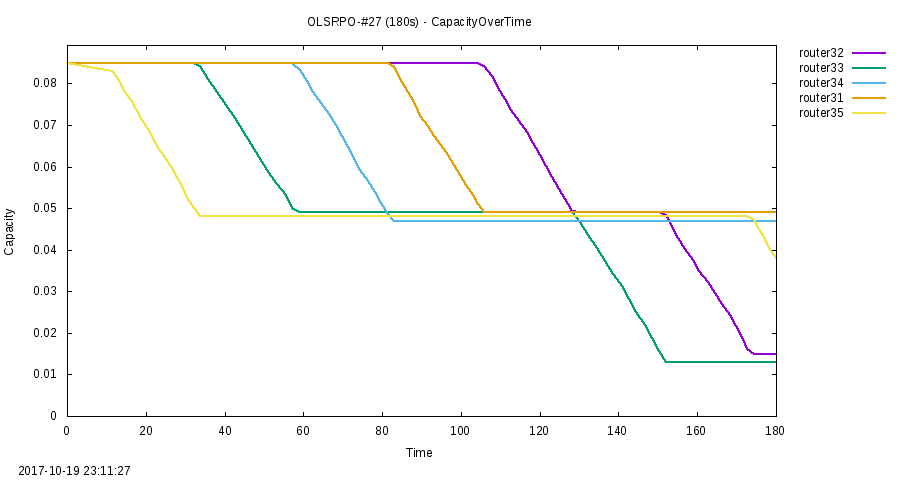 OLSRPO-#27 (180s) - CapacityOverTime
router32
router33
router34
router31
router35
0.08
0.07
0.06
0.05
0.04
0.03
0.02
0.01
0
Capacity
0 20 40 60 80 100 120 140 160 180
Time
2017-10-19 23:11:27